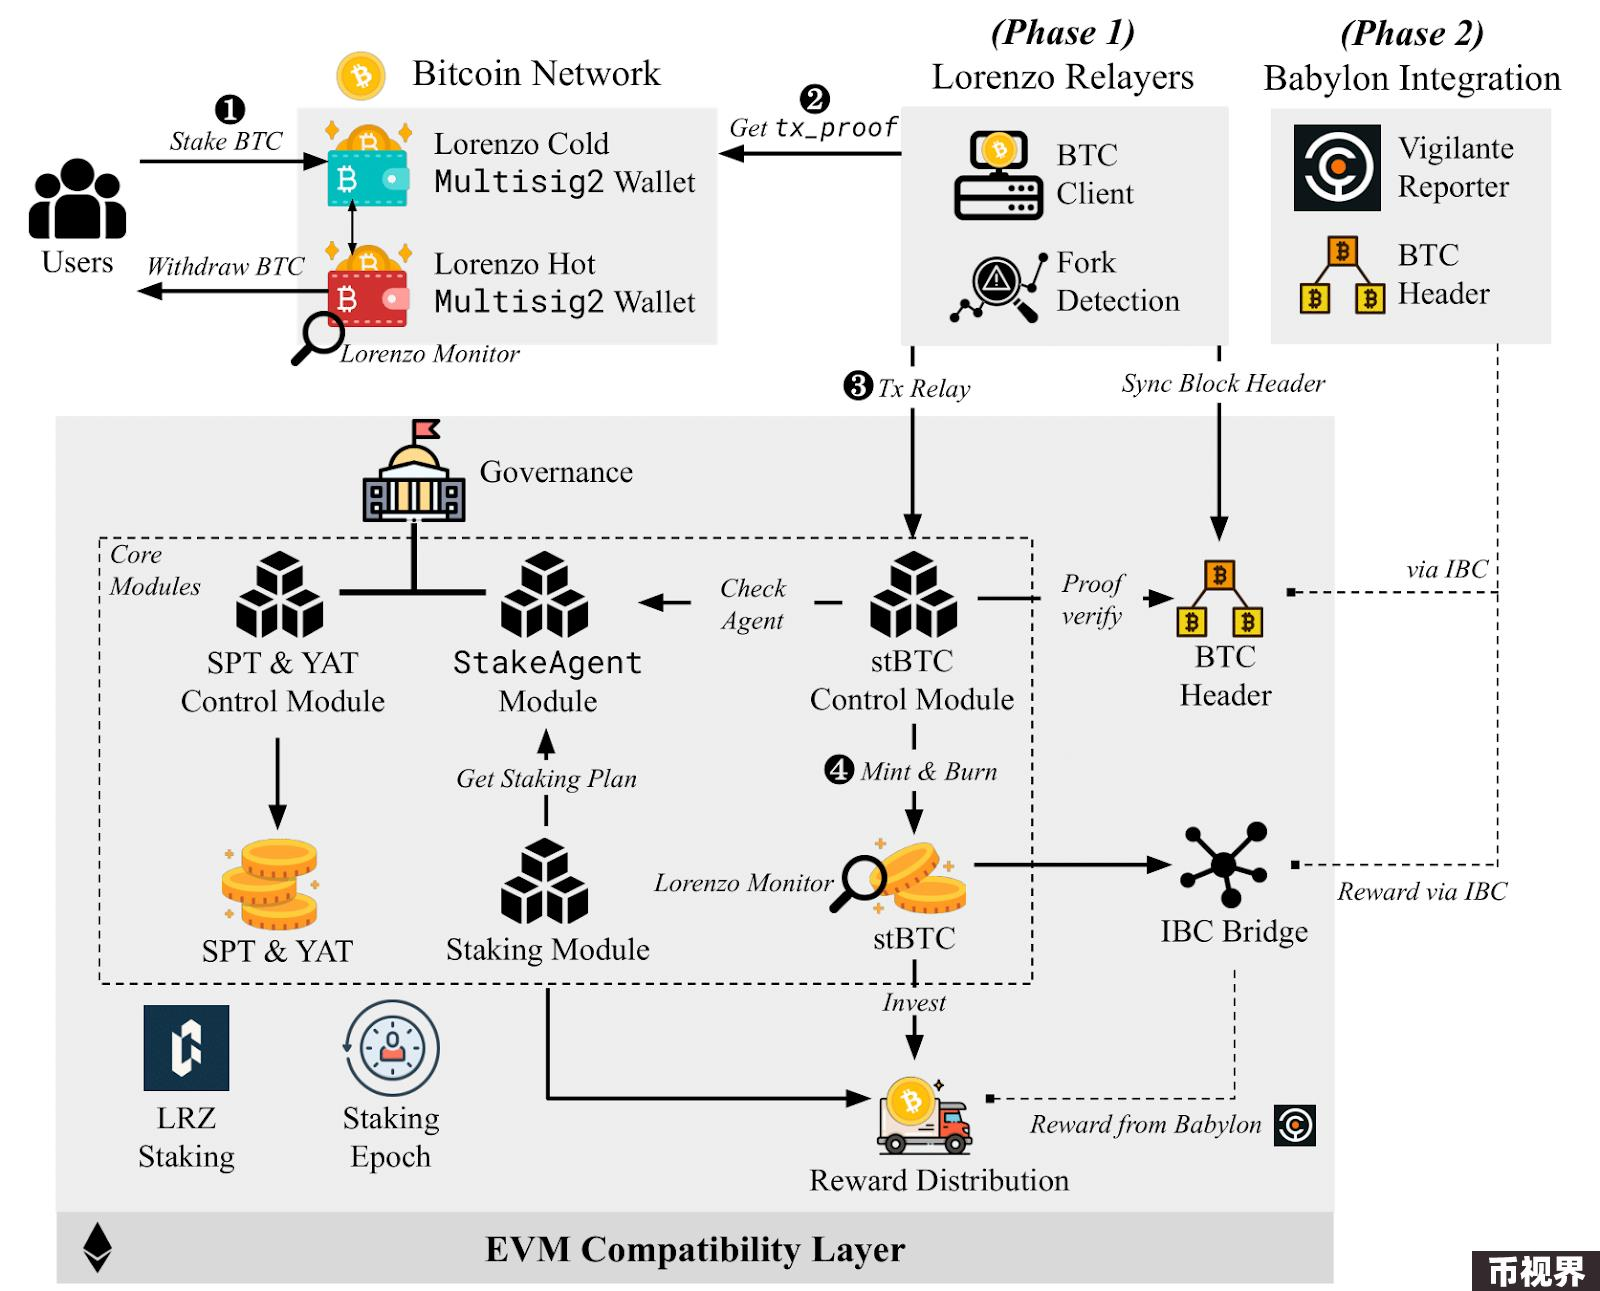 (Phase 1)
Lorenzo Relayers
(Phase 2)
Babylon Integration
Bitcoin Network
❶
Stake BTC
Users
Withdraw BTC
Lorenzo Cold
Multisig2 Wallet
Lorenzo Hot
Multisig2 Wallet
Lorenzo Monitor
❷
Get tx_proof
BTC
Client
Fork
Detection
Vigilante
Reporter
BTC
Header
❸ Tx Relay
Sync Block Header
Governance
Core
Modules
SPT & YAT
Control Module
StakeAgent
Module
Check
Agent
stBTC
Control Module
Proof
verify
BTC
Header
via IBC
Get Staking Plan
❹ Mint & Burn
SPT & YAT
Staking Module
Lorenzo Monitor
stBTC
IBC Bridge
Reward via IBC
Invest
LRZ
Staking
Staking
Epoch
Reward Distribution
Reward from Babylon
EVM Compatibility Layer
币视界